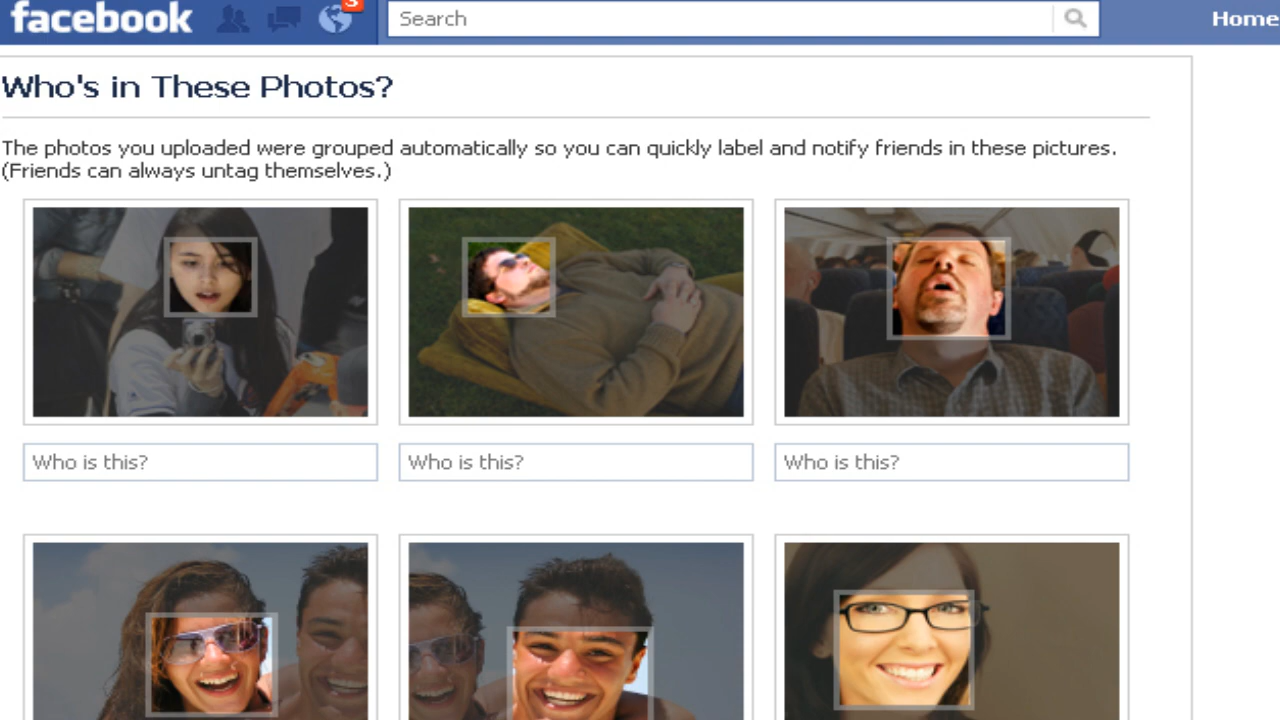 facebook
3
Search
Home
Who's in These Photos?
The photos you uploaded were grouped automatically so you can quickly label and notify friends in these pictures.
(Friends can always untag themselves.)
Who is this?
Who is this?
Who is this?